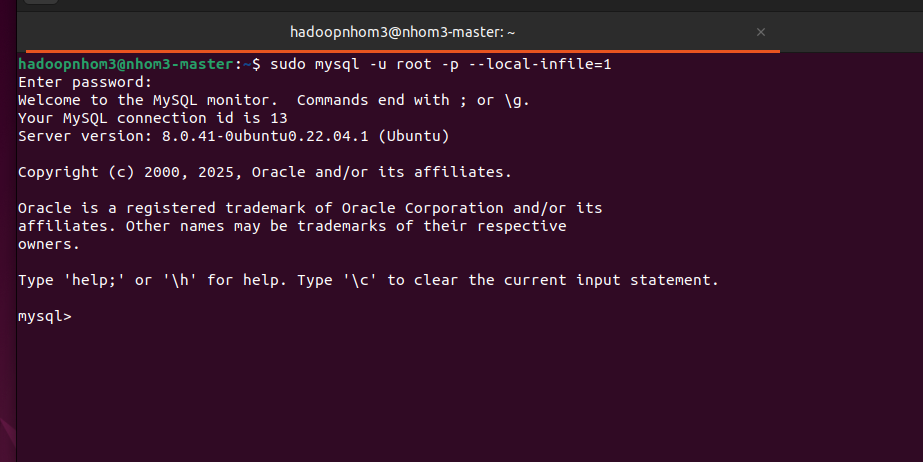 hadoopnhom3@nhom3-master: ~
×
hadoopnhom3@nhom3-master:~$ sudo mysql -u root -p --local-infile=1
Enter password:
Welcome to the MySQL monitor.  Commands end with ; or \g.
Your MySQL connection id is 13
Server version: 8.0.41-0ubuntu0.22.04.1 (Ubuntu)

Copyright (c) 2000, 2025, Oracle and/or its affiliates.

Oracle is a registered trademark of Oracle Corporation and/or its
affiliates. Other names may be trademarks of their respective
owners.

Type 'help;' or '\h' for help. Type '\c' to clear the current input statement.

mysql>